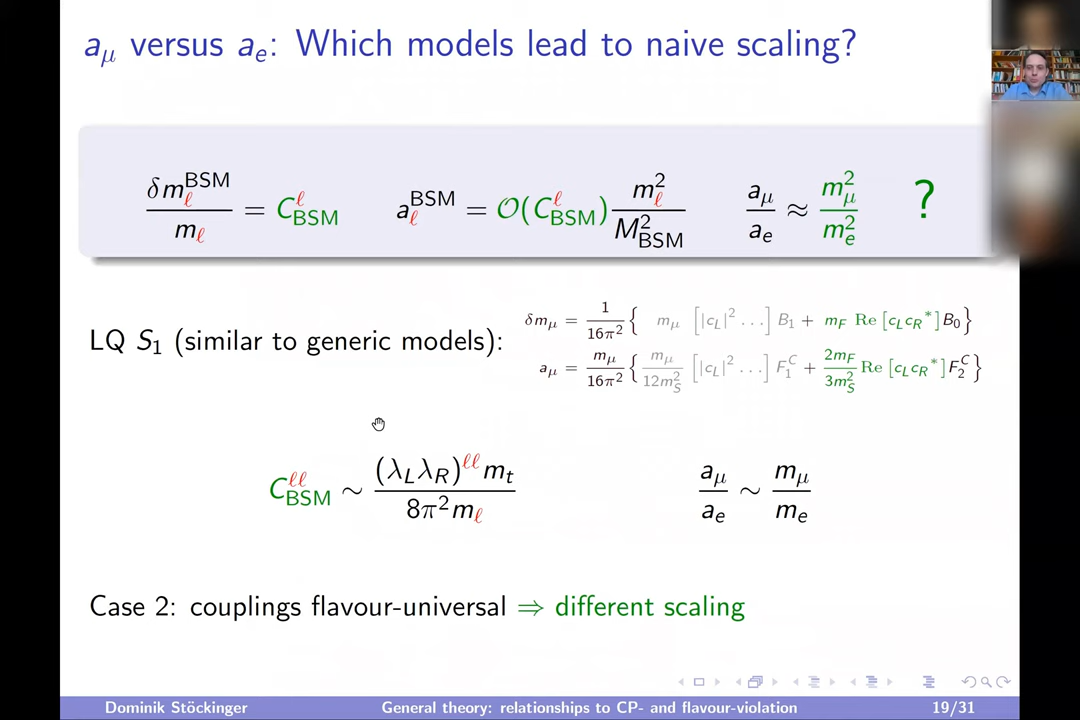 a_μ versus a_e: Which models lead to naive scaling?
δm_ℓ^BSM / m_ℓ = C_BSM^ℓ    a_ℓ^BSM = O(C_BSM^ℓ) m_ℓ^2 / M_BSM^2    a_μ / a_e ≈ m_μ^2 / m_e^2    ?
LQ S_1 (similar to generic models):
δm_μ = 1/(16π^2) { m_μ [|c_L|^2 ...] B_1 + m_F Re [c_L c_R^*] B_0 }
a_μ = m_μ/(16π^2) { m_μ/(12m_S^2) [|c_L|^2 ...] F_1^C + 2m_F/(3m_S^2) Re [c_L c_R^*] F_2^C }
C_BSM^ℓℓ ∼ (λ_L λ_R)^ℓℓ m_t / (8π^2 m_ℓ)    a_μ / a_e ∼ m_μ / m_e
Case 2: couplings flavour-universal ⇒ different scaling
Dominik Stöckinger    General theory: relationships to CP- and flavour-violation    19/31